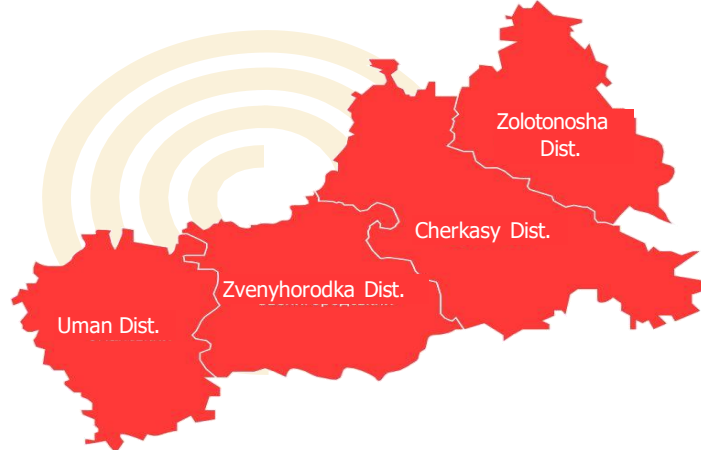 Zolotonosha
Dist.
Cherkasy Dist.
Zvenyhorodka Dist.
Uman Dist.